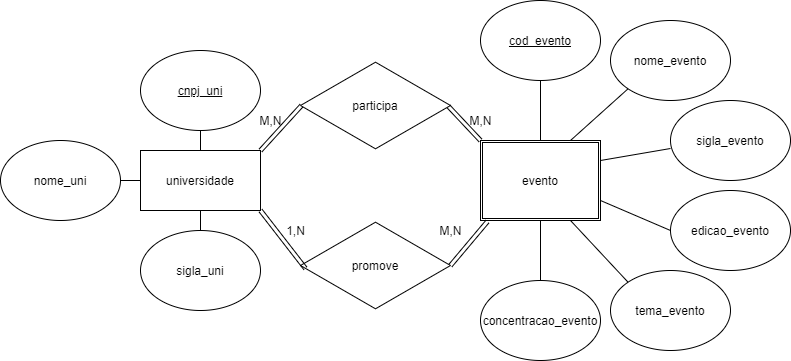 cod_evento
nome_evento
cnpj_uni
participa
M,N
M,N
sigla_evento
nome_uni
universidade
evento
edicao_evento
1,N
M,N
sigla_uni
promove
tema_evento
concentracao_evento